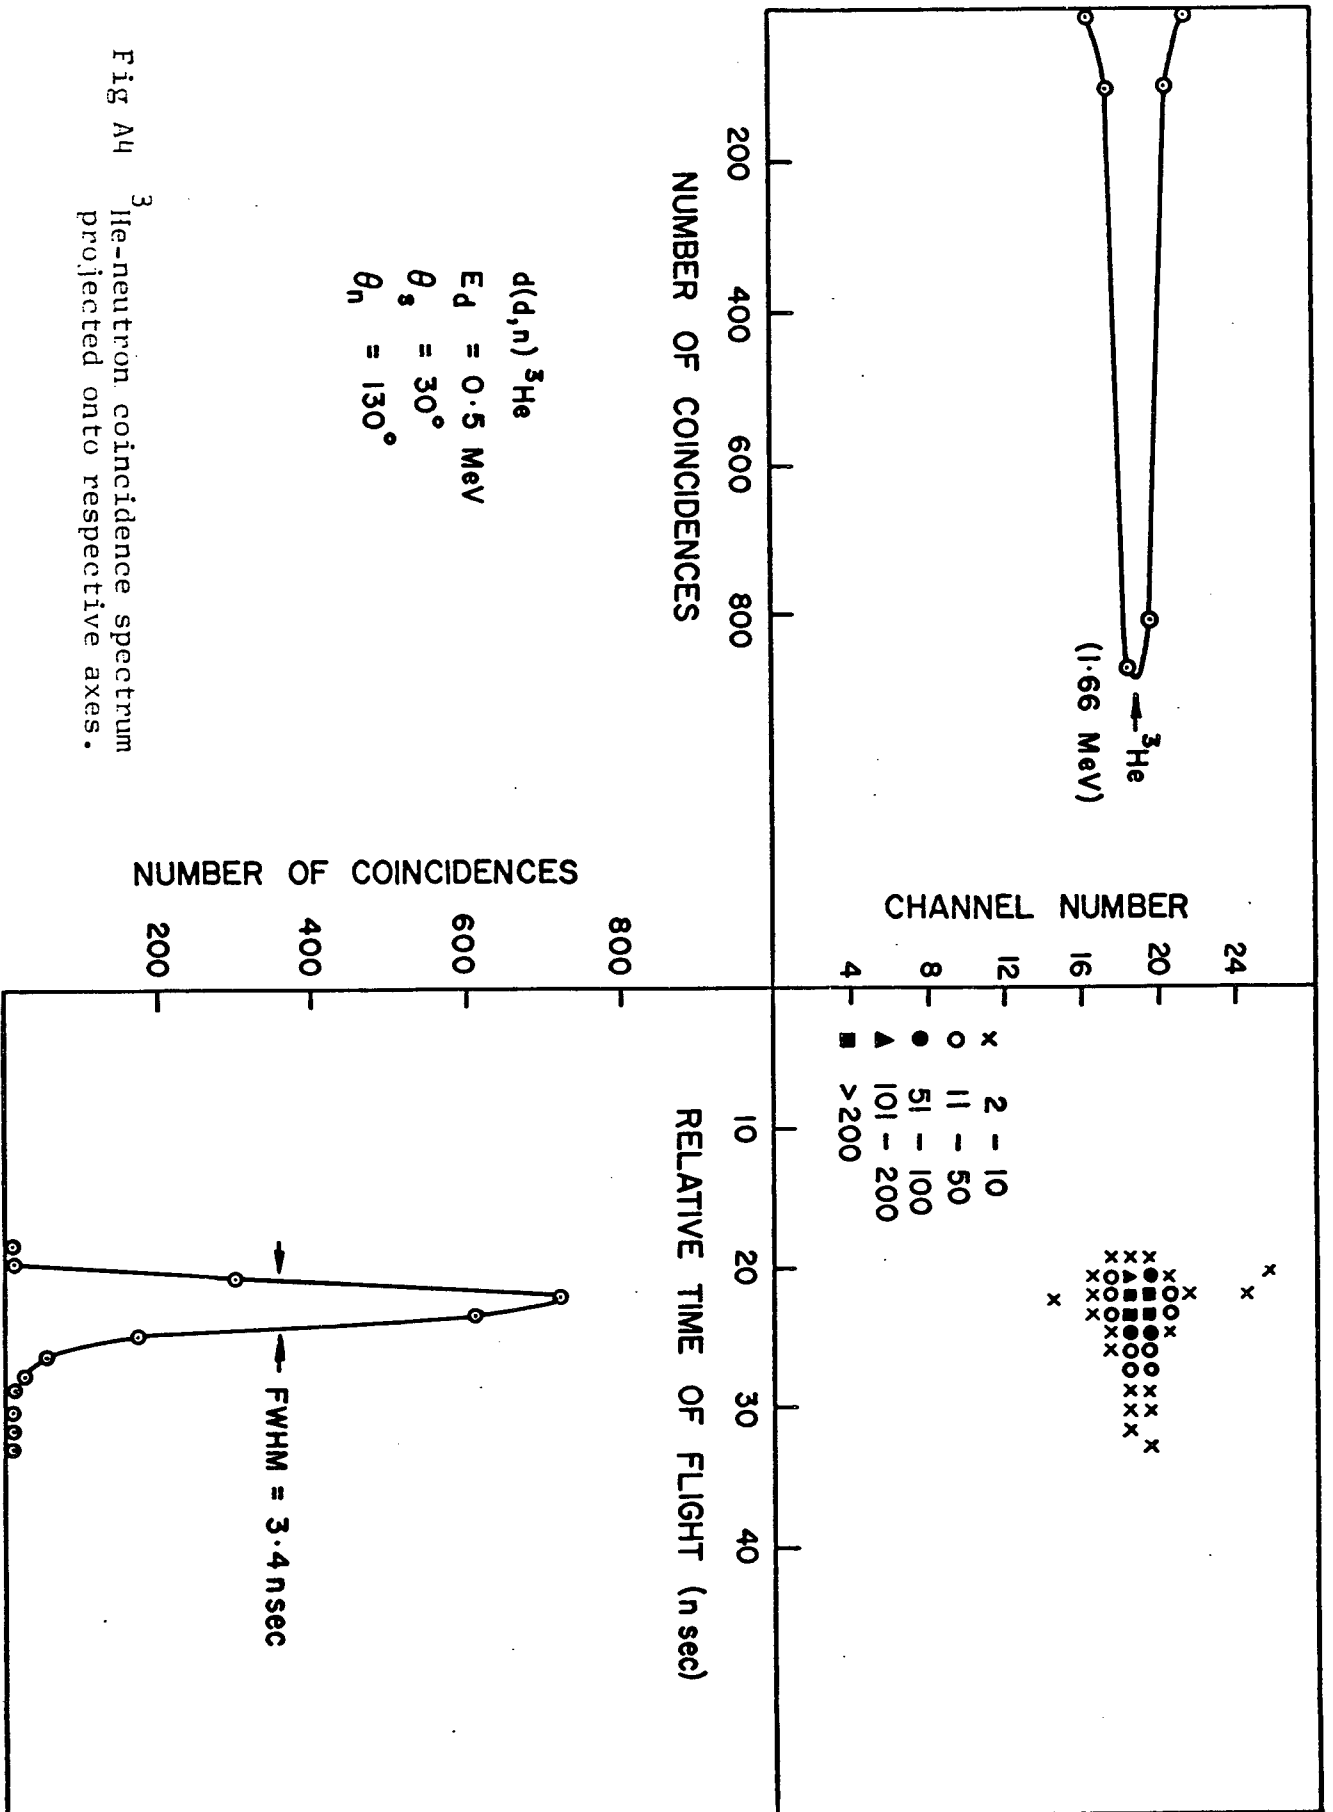 200
400
600
800
NUMBER OF COINCIDENCES
³He
(1·66 MeV)
CHANNEL NUMBER
24
20
16
12
8
4
x 2 - 10
o 11 - 50
● 51 - 100
▲ 101 - 200
■ >200
10
20
30
40
RELATIVE TIME OF FLIGHT (n sec)
d(d,n) ³He
E_d = 0·5 MeV
θ_3 = 30°
θ_n = 130°
NUMBER OF COINCIDENCES
800
600
400
200
FWHM = 3·4 nsec
Fig A4 ³He-neutron coincidence spectrum
projected onto respective axes.